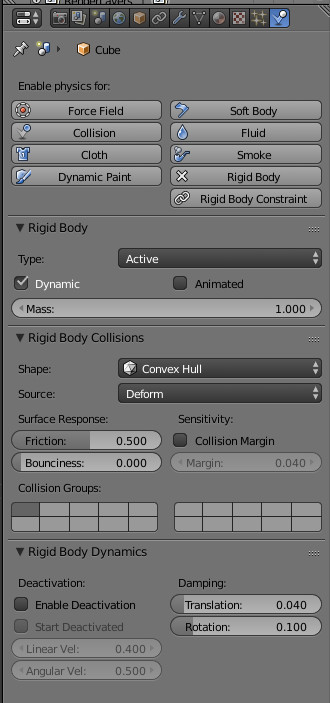 Cube
Enable physics for:
Force Field
Soft Body
Collision
Fluid
Cloth
Smoke
Dynamic Paint
Rigid Body
Rigid Body Constraint
Rigid Body
Type: Active
Dynamic
Animated
Mass: 1.000
Rigid Body Collisions
Shape: Convex Hull
Source: Deform
Surface Response:
Sensitivity:
Friction: 0.500
Collision Margin
Bounciness: 0.000
Margin: 0.040
Collision Groups:
Rigid Body Dynamics
Deactivation:
Damping:
Enable Deactivation
Translation: 0.040
Start Deactivated
Rotation: 0.100
Linear Vel: 0.400
Angular Vel: 0.500